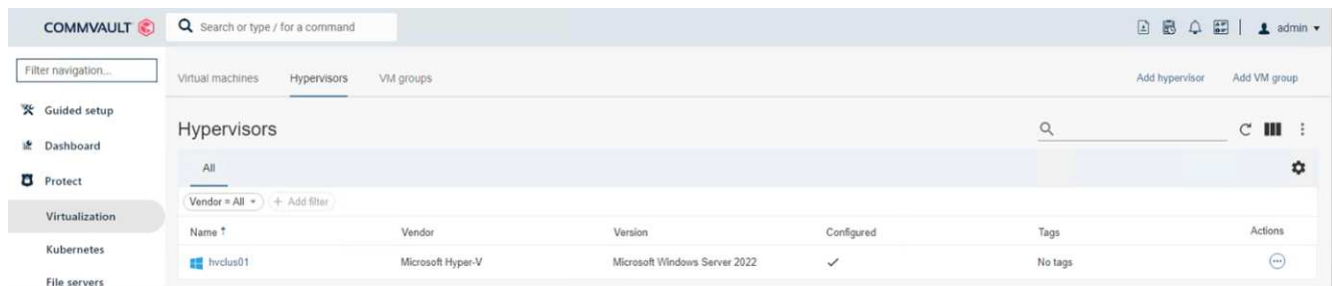 COMMVAULT
Search or type / for a command
admin
Filter navigation...
Virtual machines Hypervisors VM groups Add hypervisor Add VM group
Guided setup
Hypervisors
Dashboard
All
Protect
Vendor = All + Add filter
Virtualization
Name ↑ Vendor Version Configured Tags Actions
Kubernetes
hvclus01 Microsoft Hyper-V Microsoft Windows Server 2022 No tags
File servers